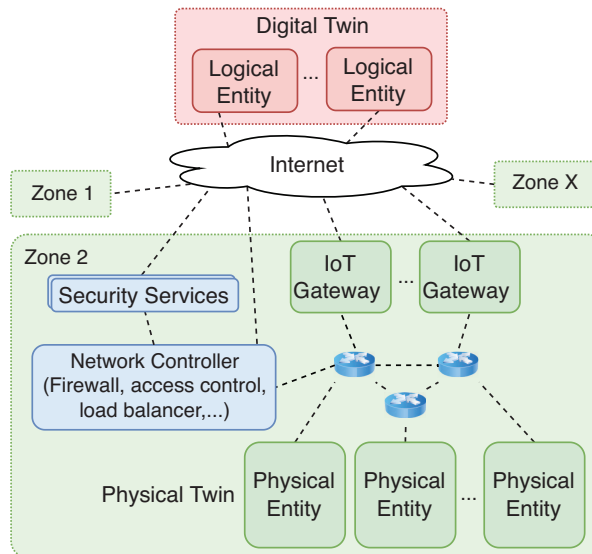 Digital Twin
Logical
Entity
...
Logical
Entity
Internet
Zone 1
Zone X
Zone 2
Security Services
IoT
Gateway
...
IoT
Gateway
Network Controller
(Firewall, access control,
load balancer,...)
Physical Twin
Physical
Entity
Physical
Entity
...
Physical
Entity